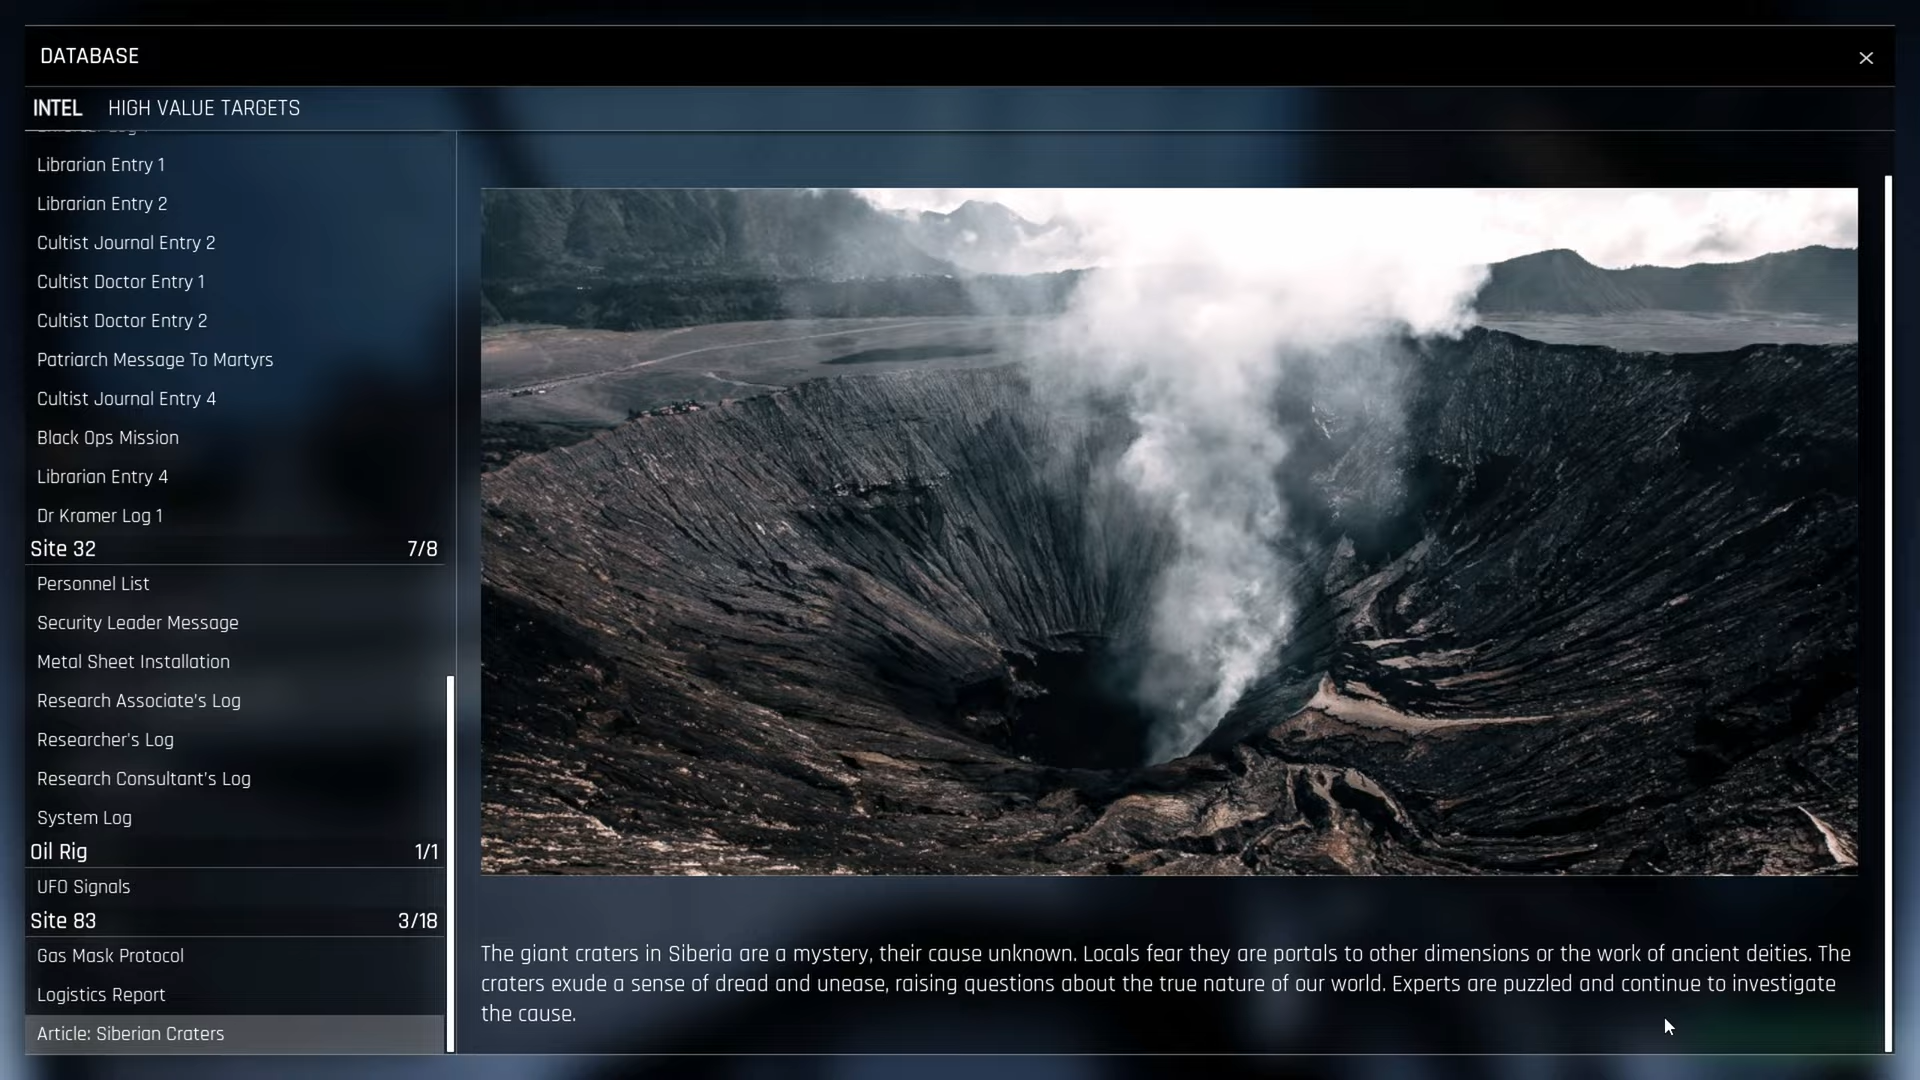 DATABASE
INTEL HIGH VALUE TARGETS
Librarian Entry 1
Librarian Entry 2
Cultist Journal Entry 2
Cultist Doctor Entry 1
Cultist Doctor Entry 2
Patriarch Message To Martyrs
Cultist Journal Entry 4
Black Ops Mission
Librarian Entry 4
Dr Kramer Log 1
Site 32 7/8
Personnel List
Security Leader Message
Metal Sheet Installation
Research Associate's Log
Researcher's Log
Research Consultant's Log
System Log
Oil Rig 1/1
UFO Signals
Site 83 3/18
Gas Mask Protocol
Logistics Report
Article: Siberian Craters
The giant craters in Siberia are a mystery, their cause unknown. Locals fear they are portals to other dimensions or the work of ancient deities. The
craters exude a sense of dread and unease, raising questions about the true nature of our world. Experts are puzzled and continue to investigate
the cause.